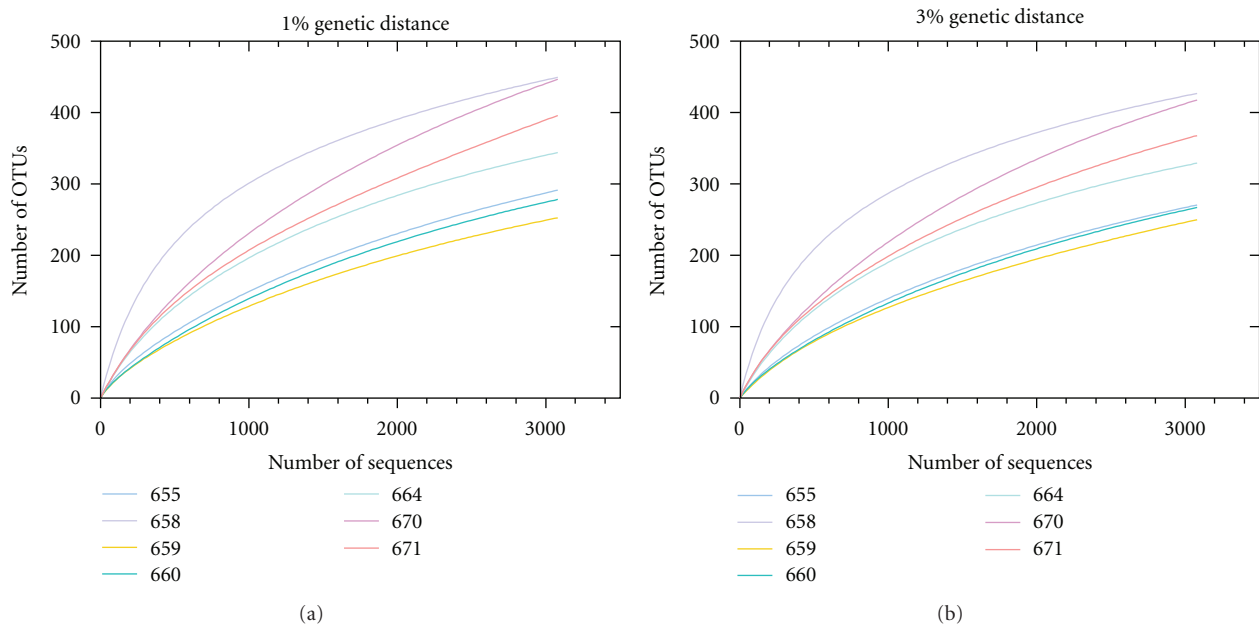 1% genetic distance
500
400
300
200
100
0
Number of OTUs
0 1000 2000 3000
Number of sequences
655 664
658 670
659 671
660
(a)
3% genetic distance
500
400
300
200
100
0
Number of OTUs
0 1000 2000 3000
Number of sequences
655 664
658 670
659 671
660
(b)